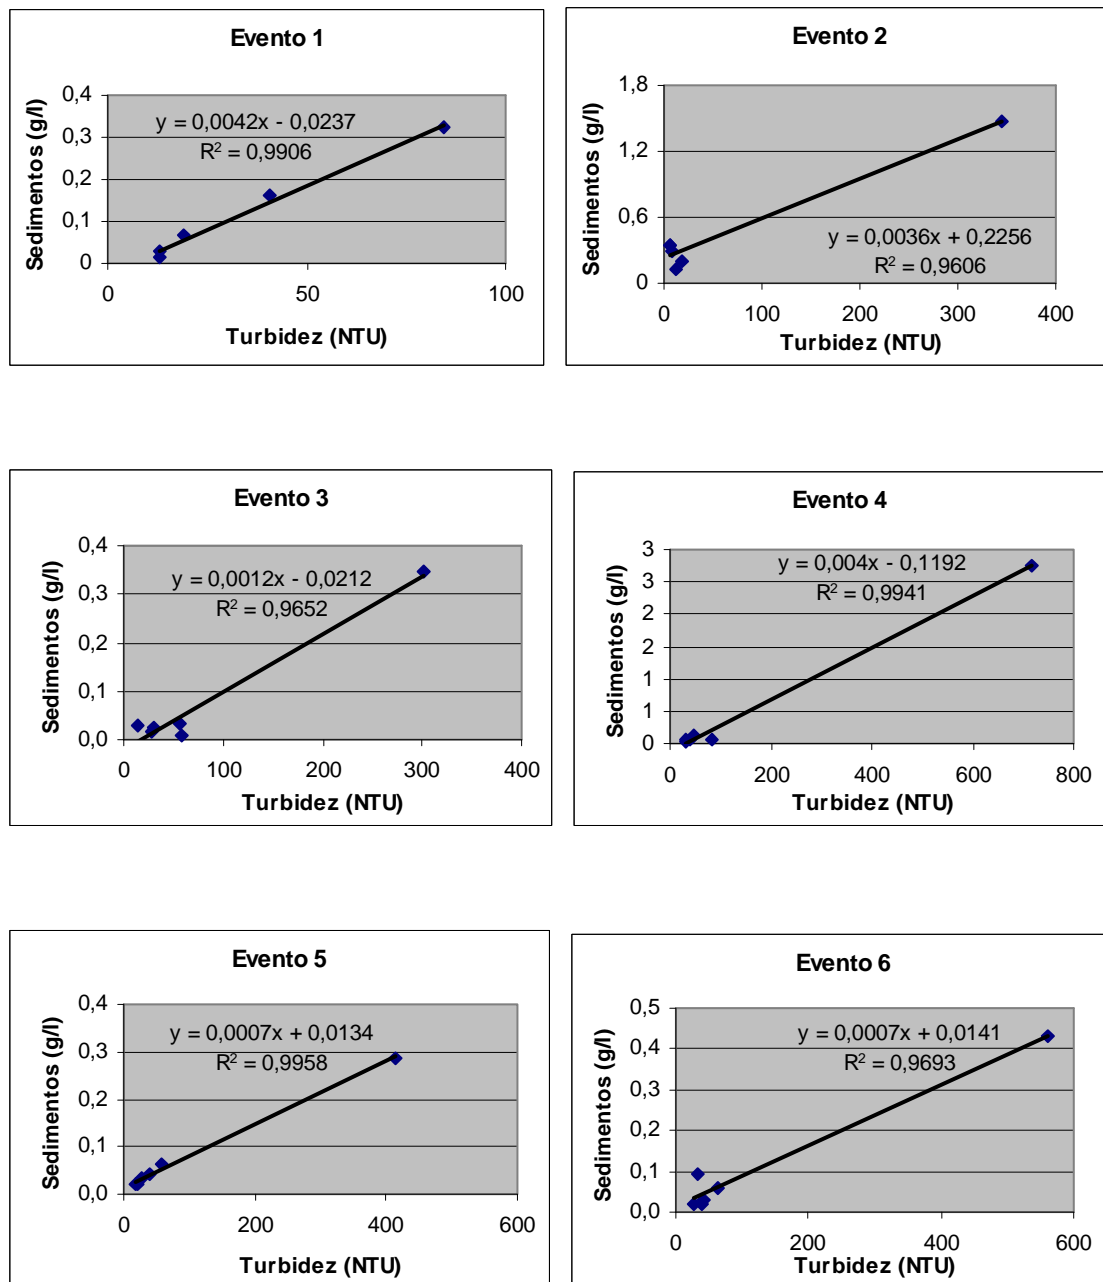 Evento 1
Sedimentos (g/l)
0,4
0,3
0,2
0,1
0
y = 0,0042x - 0,0237
R² = 0,9906
0 50 100
Turbidez (NTU)
Evento 2
Sedimentos (g/l)
1,8
1,2
0,6
0
y = 0,0036x + 0,2256
R² = 0,9606
0 100 200 300 400
Turbidez (NTU)
Evento 3
Sedimentos (g/l)
0,4
0,3
0,2
0,1
0,0
y = 0,0012x - 0,0212
R² = 0,9652
0 100 200 300 400
Turbidez (NTU)
Evento 4
Sedimentos (g/l)
3
3
2
2
1
1
0
y = 0,004x - 0,1192
R² = 0,9941
0 200 400 600 800
Turbidez (NTU)
Evento 5
Sedimentos (g/l)
0,4
0,3
0,2
0,1
0,0
y = 0,0007x + 0,0134
R² = 0,9958
0 200 400 600
Turbidez (NTU)
Evento 6
Sedimentos (g/l)
0,5
0,4
0,3
0,2
0,1
0,0
y = 0,0007x + 0,0141
R² = 0,9693
0 200 400 600
Turbidez (NTU)